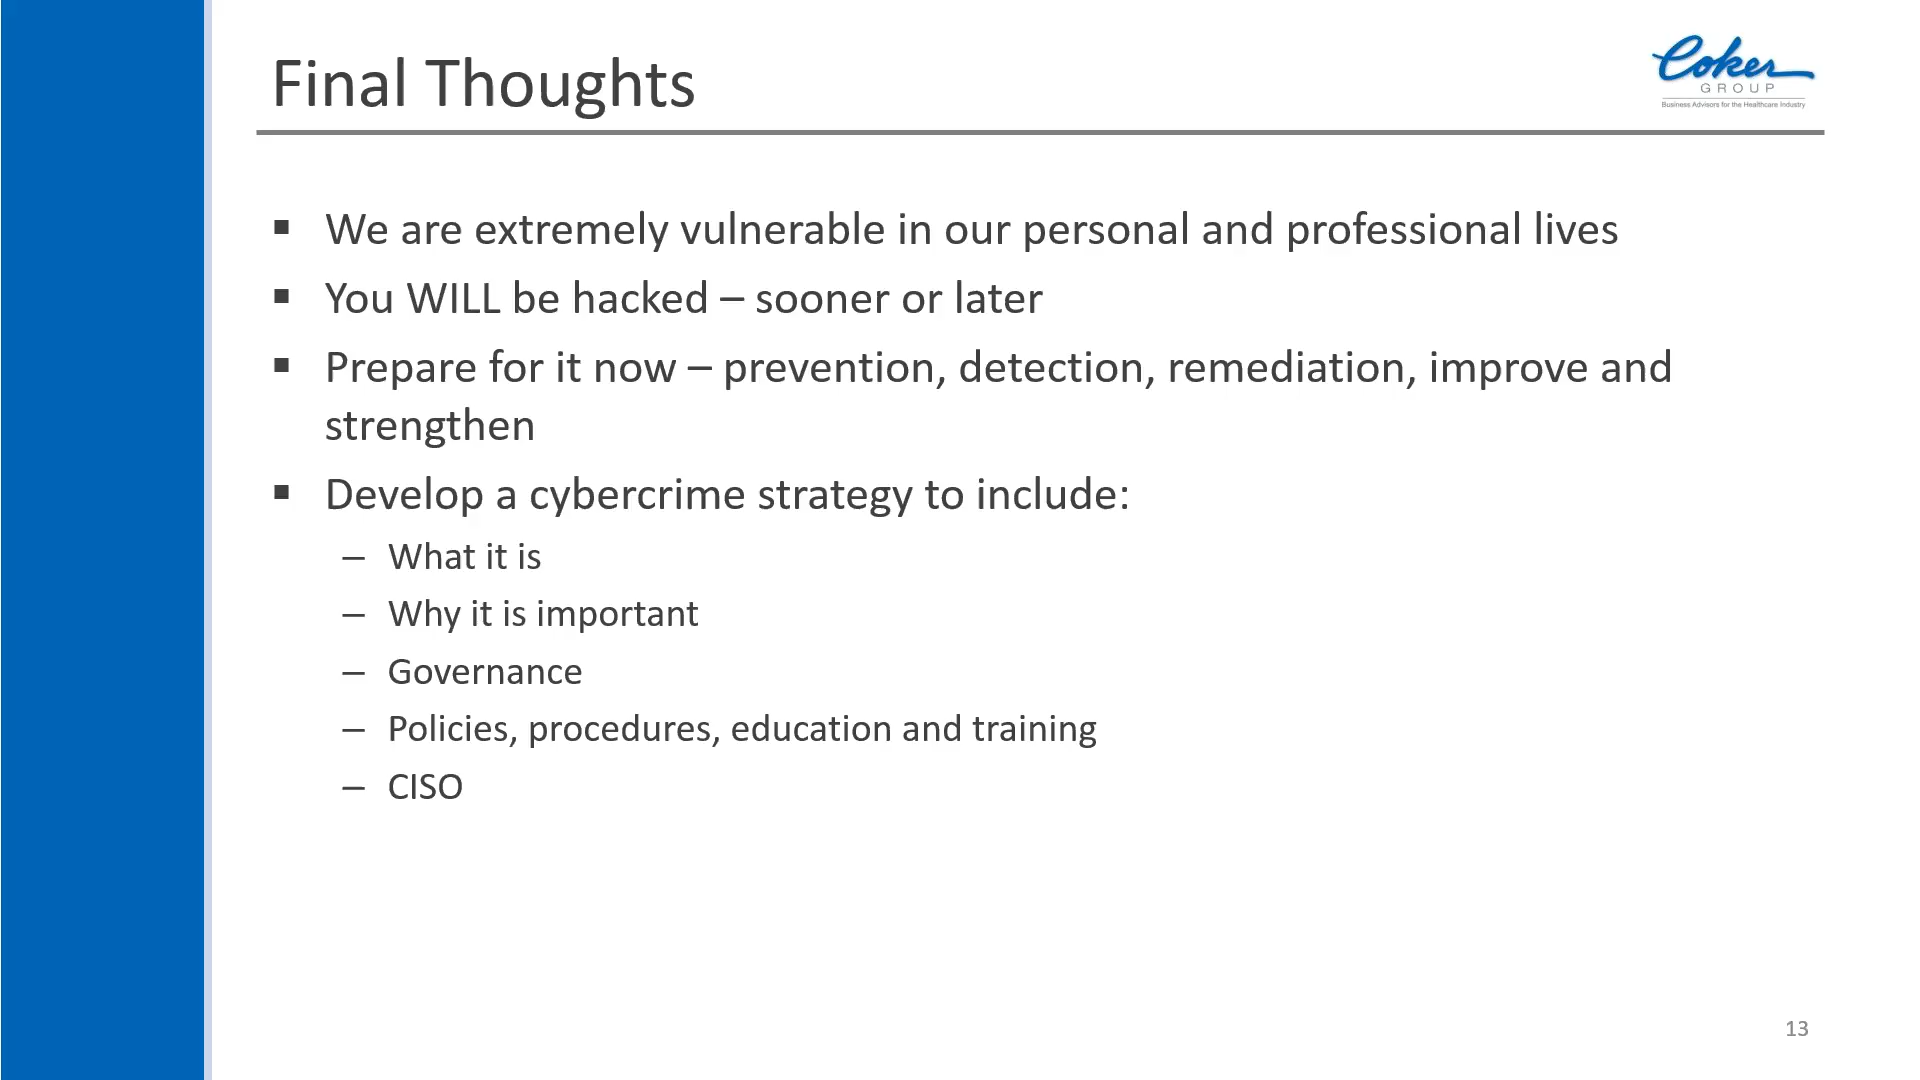 Final Thoughts
Coker
GROUP
Business Advisors for the Healthcare Industry
▪ We are extremely vulnerable in our personal and professional lives
▪ You WILL be hacked – sooner or later
▪ Prepare for it now – prevention, detection, remediation, improve and
strengthen
▪ Develop a cybercrime strategy to include:
– What it is
– Why it is important
– Governance
– Policies, procedures, education and training
– CISO
13